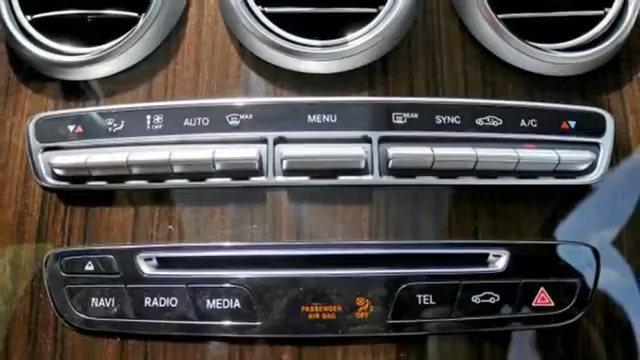 OFF AUTO MAX MENU REAR SYNC A/C
NAVI RADIO MEDIA PASSENGER AIR BAG OFF TEL